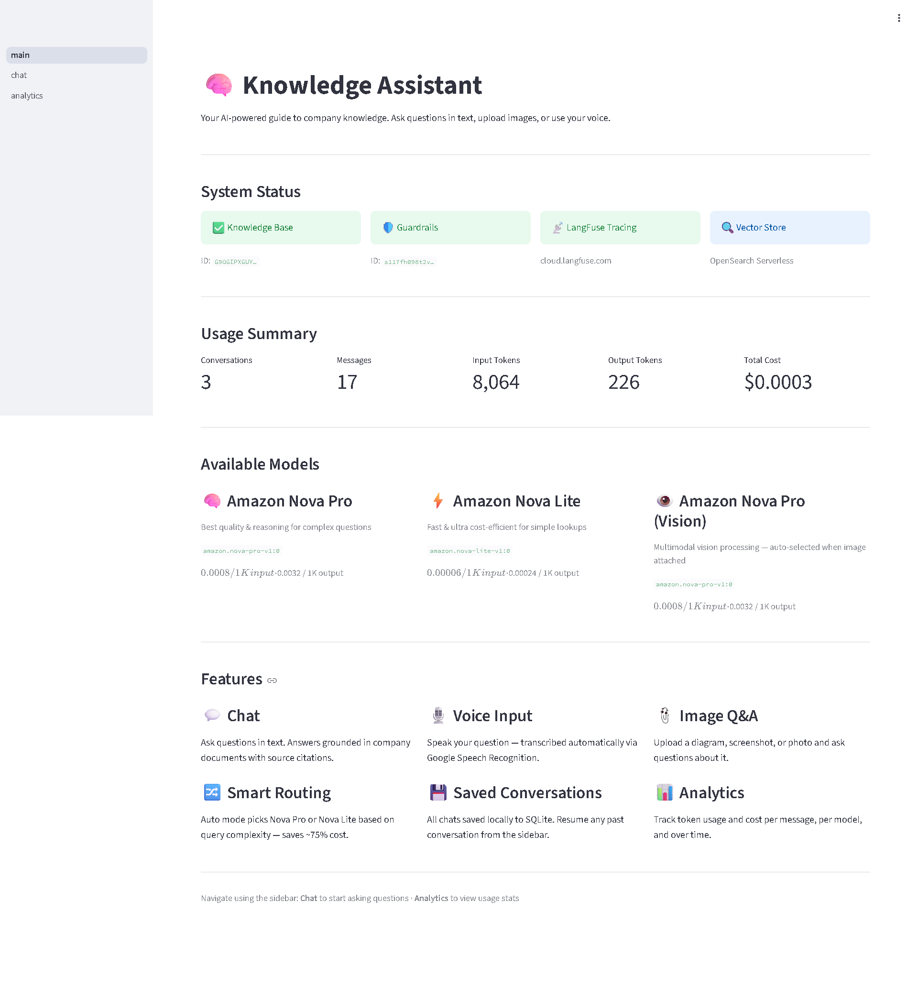 main
chat
analytics
Knowledge Assistant
Your AI-powered guide to company knowledge. Ask questions in text, upload images, or use your voice.
System Status
Knowledge Base
Guardrails
LangFuse Tracing
Vector Store
ID: G9OGIPXGUY…
ID: s117fh098t2v…
cloud.langfuse.com
OpenSearch Serverless
Usage Summary
Conversations
3
Messages
17
Input Tokens
8,064
Output Tokens
226
Total Cost
$0.0003
Available Models
Amazon Nova Pro
Best quality & reasoning for complex questions
amazon.nova-pro-v1:0
0.0008/1Kinput·0.0032 / 1K output
Amazon Nova Lite
Fast & ultra cost-efficient for simple lookups
amazon.nova-lite-v1:0
0.00006/1Kinput·0.00024 / 1K output
Amazon Nova Pro
(Vision)
Multimodal vision processing — auto-selected when image
attached
amazon.nova-pro-v1:0
0.0008/1Kinput·0.0032 / 1K output
Features
Chat
Ask questions in text. Answers grounded in company
documents with source citations.
Voice Input
Speak your question — transcribed automatically via
Google Speech Recognition.
Image Q&A
Upload a diagram, screenshot, or photo and ask
questions about it.
Smart Routing
Auto mode picks Nova Pro or Nova Lite based on
query complexity — saves ~75% cost.
Saved Conversations
All chats saved locally to SQLite. Resume any past
conversation from the sidebar.
Analytics
Track token usage and cost per message, per model,
and over time.
Navigate using the sidebar: Chat to start asking questions · Analytics to view usage stats